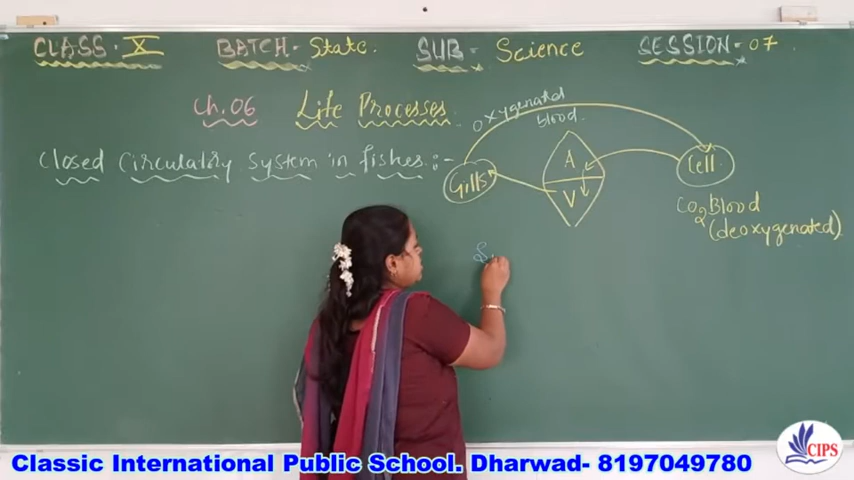 CLASS - X BATCH - State. SUB - Science SESSION - 07
Ch. 06 Life Processes
Closed Circulatory System in fishes :-
oxygenated
blood.
Gills
A
V
Cell.
CO2 Blood
(deoxygenated)
CIPS
Classic International Public School. Dharwad- 8197049780